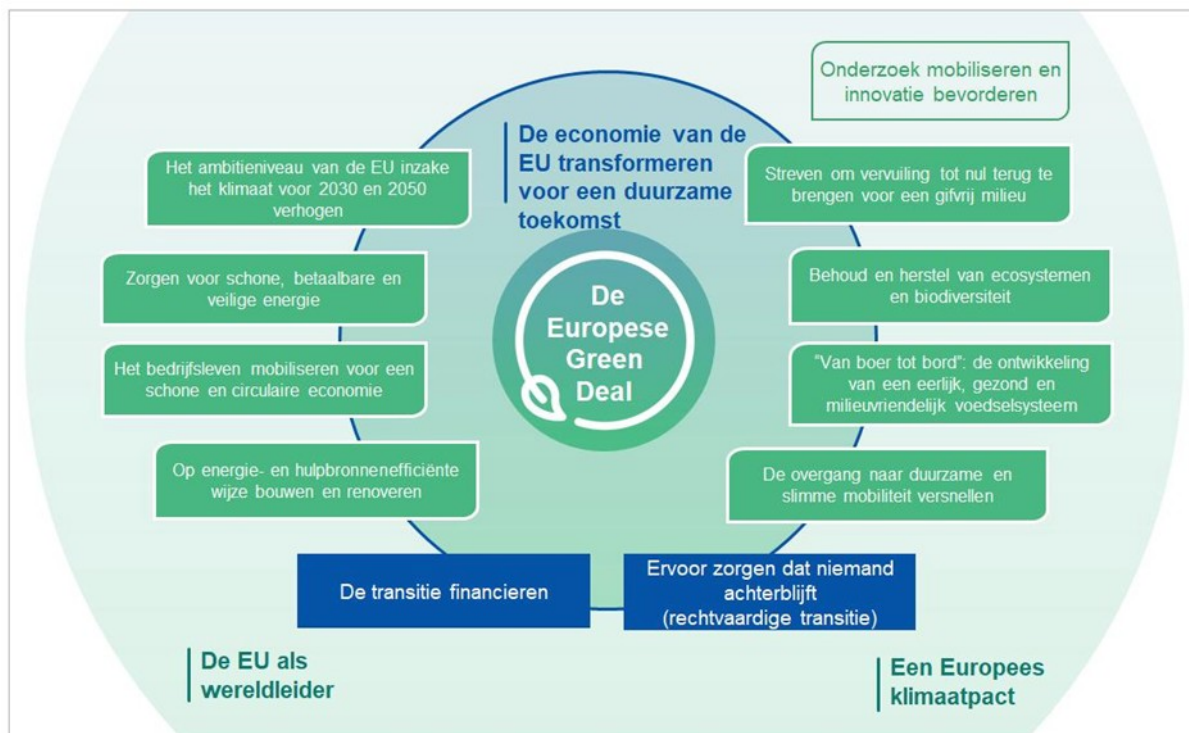 Onderzoek mobiliseren en
innovatie bevorderen
De economie van de
EU transformeren
voor een duurzame
toekomst
Het ambitieniveau van de EU inzake
het klimaat voor 2030 en 2050
verhogen
Streven om vervuiling tot nul terug te
brengen voor een gifvrij milieu
Zorgen voor schone, betaalbare en
veilige energie
Behoud en herstel van ecosystemen
en biodiversiteit
De
Europese
Green
Deal
Het bedrijfsleven mobiliseren voor een
schone en circulaire economie
"Van boer tot bord": de ontwikkeling
van een eerlijk, gezond en
milieuvriendelijk voedselsysteem
Op energie- en hulpbronnenefficiënte
wijze bouwen en renoveren
De overgang naar duurzame en
slimme mobiliteit versnellen
De transitie financieren
Ervoor zorgen dat niemand
achterblijft
(rechtvaardige transitie)
De EU als
wereldleider
Een Europees
klimaatpact